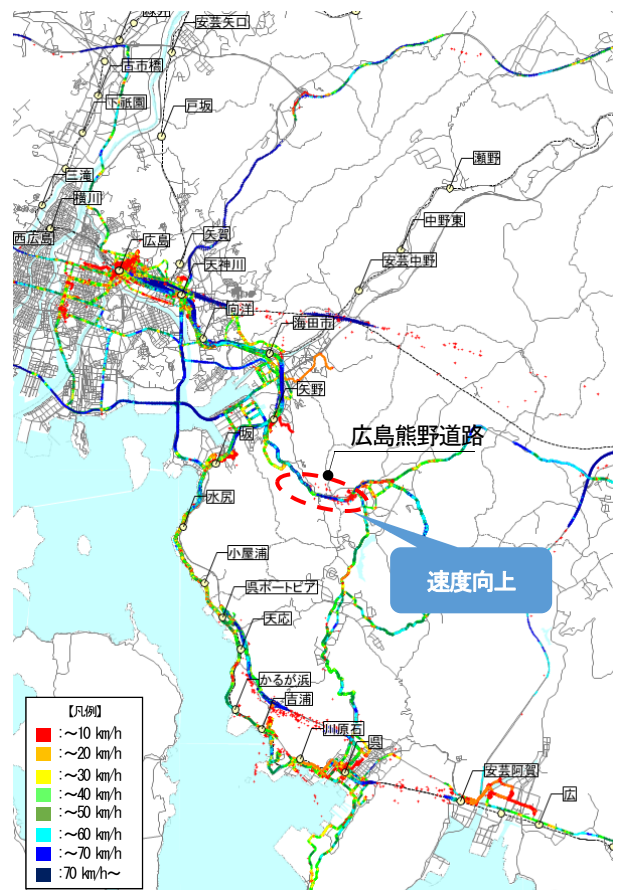 安芸矢口
古市橋
下祇園
戸坂
三滝
瀬野
横川
中野東
西広島
広島
矢賀
天神川
安芸中野
向洋
海田市
矢野
広島熊野道路
坂
水尻
速度向上
小屋浦
呉ポートピア
天応
かるが浜
吉浦
川原石
呉
安芸阿賀
広
【凡例】
:～10 km/h
:～20 km/h
:～30 km/h
:～40 km/h
:～50 km/h
:～60 km/h
:～70 km/h
:70 km/h～